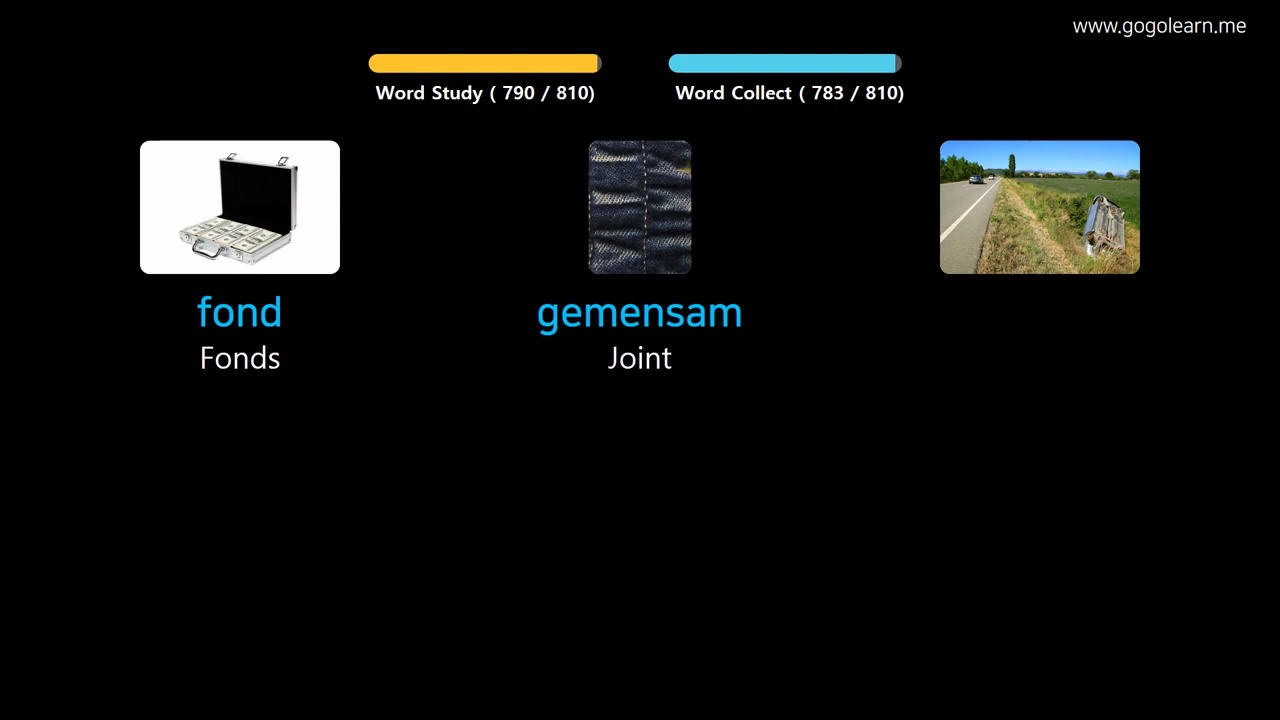 www.gogolearn.me
Word Study ( 790 / 810)
Word Collect ( 783 / 810)
fond
Fonds
gemensam
Joint